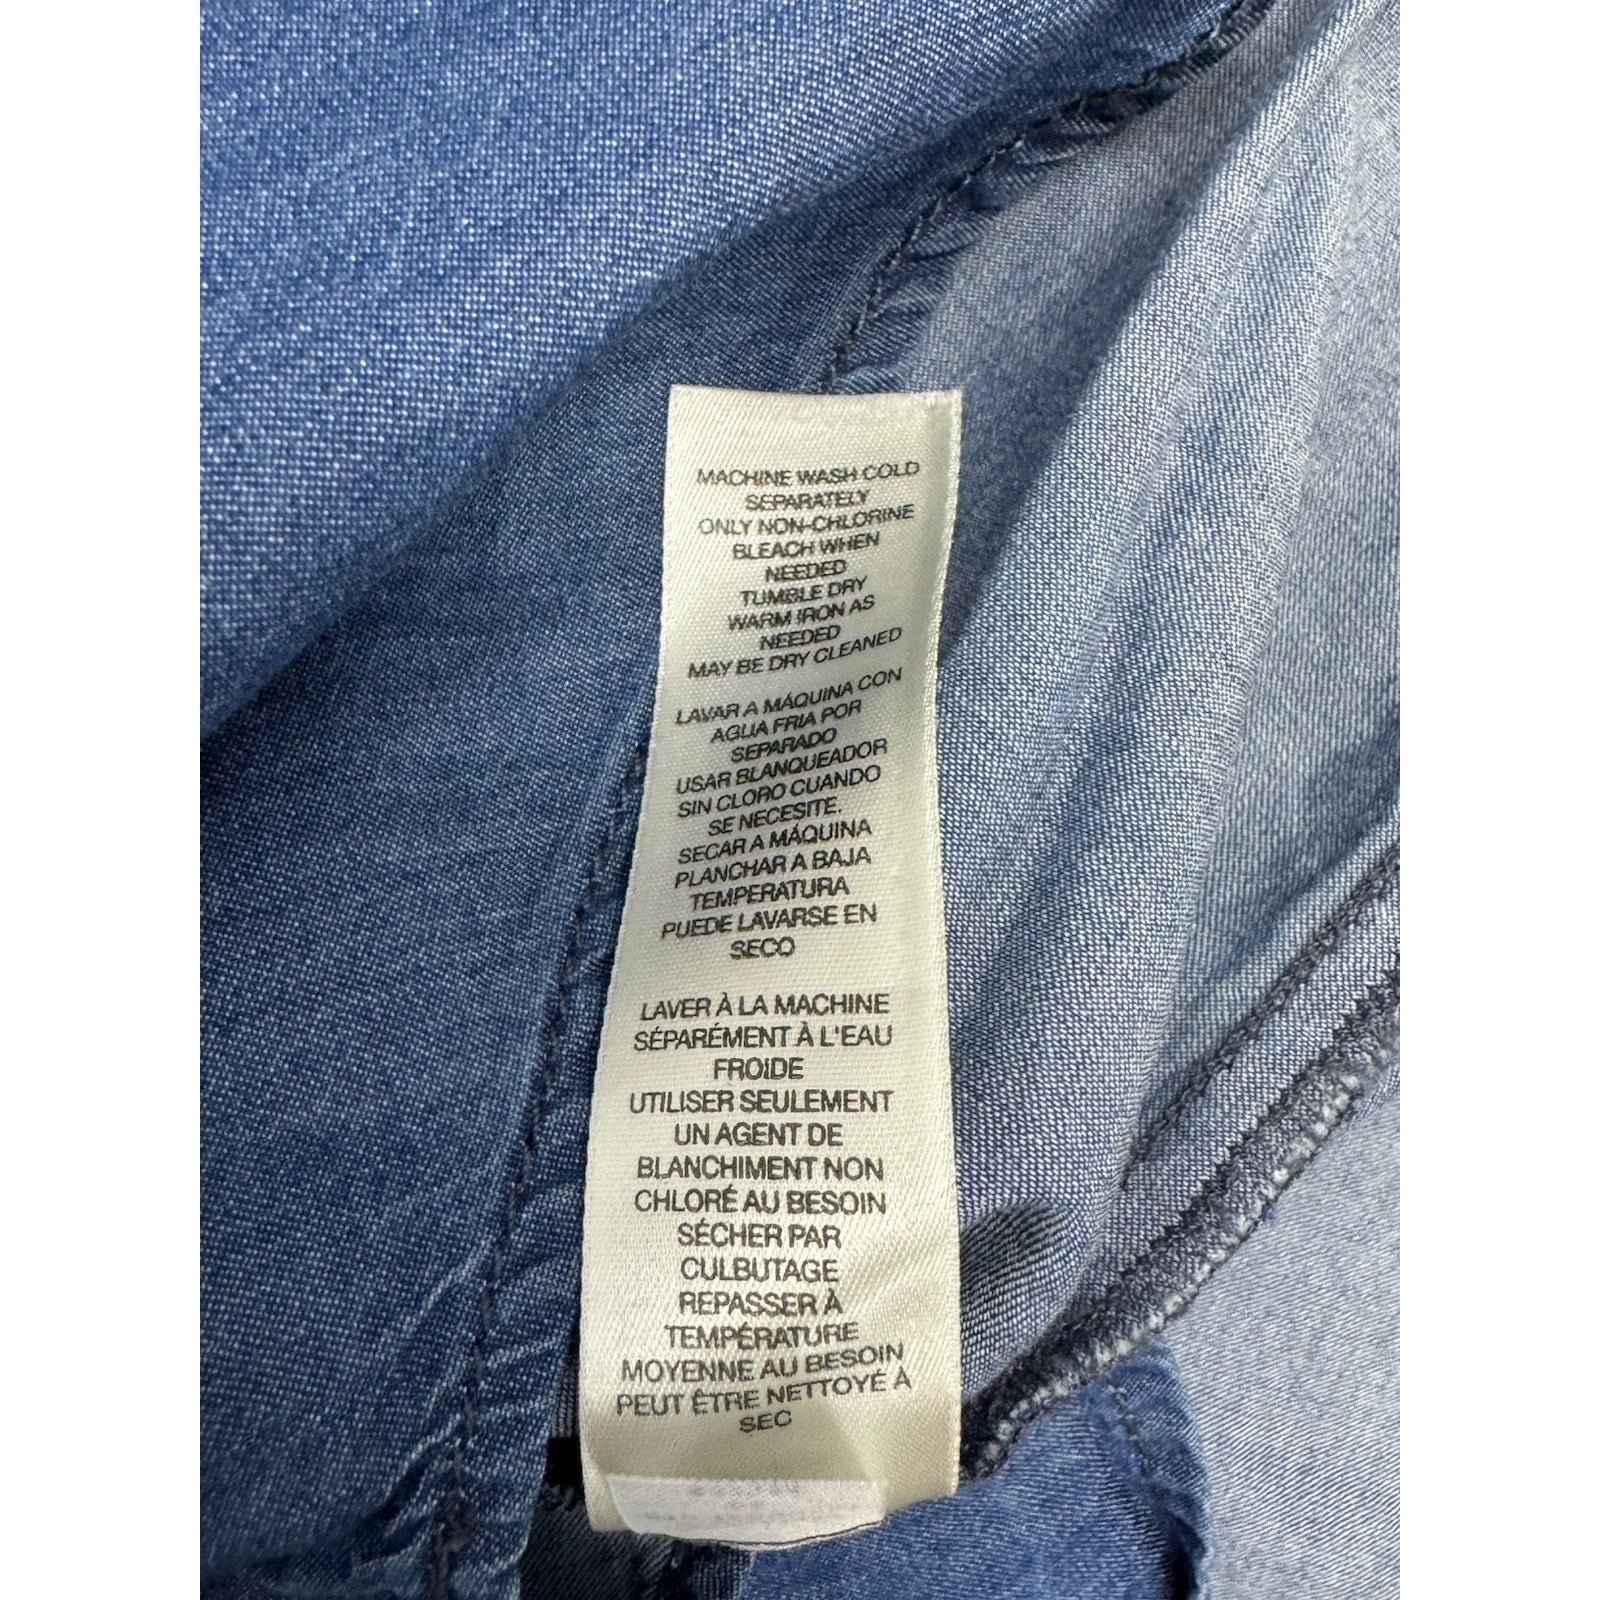 MACHINE WASH COLD
SEPARATELY
ONLY NON-CHLORINE
BLEACH WHEN
NEEDED
TUMBLE DRY
WARM IRON AS
NEEDED
MAY BE DRY CLEANED
LAVAR A MÁQUINA CON
AGUA FRIA POR
SEPARADO
USAR BLANQUEADOR
SIN CLORO CUANDO
SE NECESITE.
SECAR A MÁQUINA
PLANCHAR A BAJA
TEMPERATURA
PUEDE LAVARSE EN
SECO
LAVER À LA MACHINE
SÉPARÉMENT À L'EAU
FROIDE
UTILISER SEULEMENT
UN AGENT DE
BLANCHIMENT NON
CHLORÉ AU BESOIN
SÉCHER PAR
CULBUTAGE
REPASSER À
TEMPÉRATURE
MOYENNE AU BESOIN
PEUT ÊTRE NETTOYÉ À
SEC